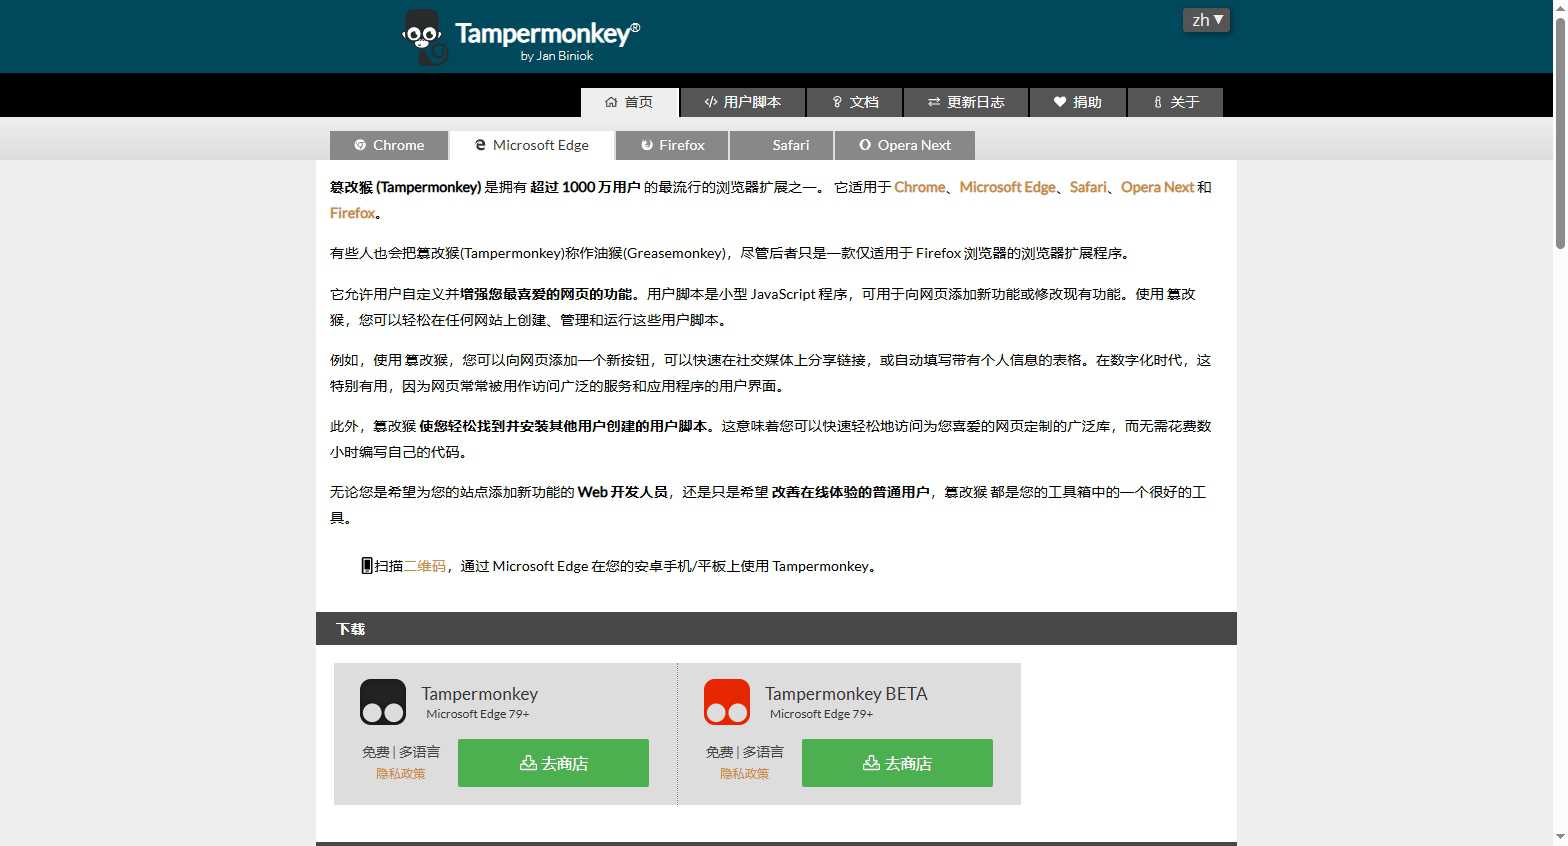 Tampermonkey®
by Jan Biniok
zh ▼
首页 用户脚本 文档 更新日志 捐助 关于
Chrome Microsoft Edge Firefox Safari Opera Next
篡改猴 (Tampermonkey) 是拥有 超过 1000 万用户 的最流行的浏览器扩展之一。 它适用于 Chrome、Microsoft Edge、Safari、Opera Next 和
Firefox。
有些人也会把篡改猴(Tampermonkey)称作油猴(Greasemonkey)，尽管后者只是一款仅适用于 Firefox 浏览器的浏览器扩展程序。
它允许用户自定义并增强您最喜爱的网页的功能。用户脚本是小型 JavaScript 程序，可用于向网页添加新功能或修改现有功能。使用 篡改
猴，您可以轻松在任何网站上创建、管理和运行这些用户脚本。
例如，使用 篡改猴，您可以向网页添加一个新按钮，可以快速在社交媒体上分享链接，或自动填写带有个人信息的表格。在数字化时代，这
特别有用，因为网页常常被用作访问广泛的服务和应用程序的用户界面。
此外，篡改猴 使您轻松找到并安装其他用户创建的用户脚本。这意味着您可以快速轻松地访问为您喜爱的网页定制的广泛库，而无需花费数
小时编写自己的代码。
无论您是希望为您的站点添加新功能的 Web 开发人员，还是只是希望 改善在线体验的普通用户，篡改猴 都是您的工具箱中的一个很好的工
具。
扫描二维码，通过 Microsoft Edge 在您的安卓手机/平板上使用 Tampermonkey。
下载
Tampermonkey
Microsoft Edge 79+
免费 | 多语言
隐私政策
去商店
Tampermonkey BETA
Microsoft Edge 79+
免费 | 多语言
隐私政策
去商店